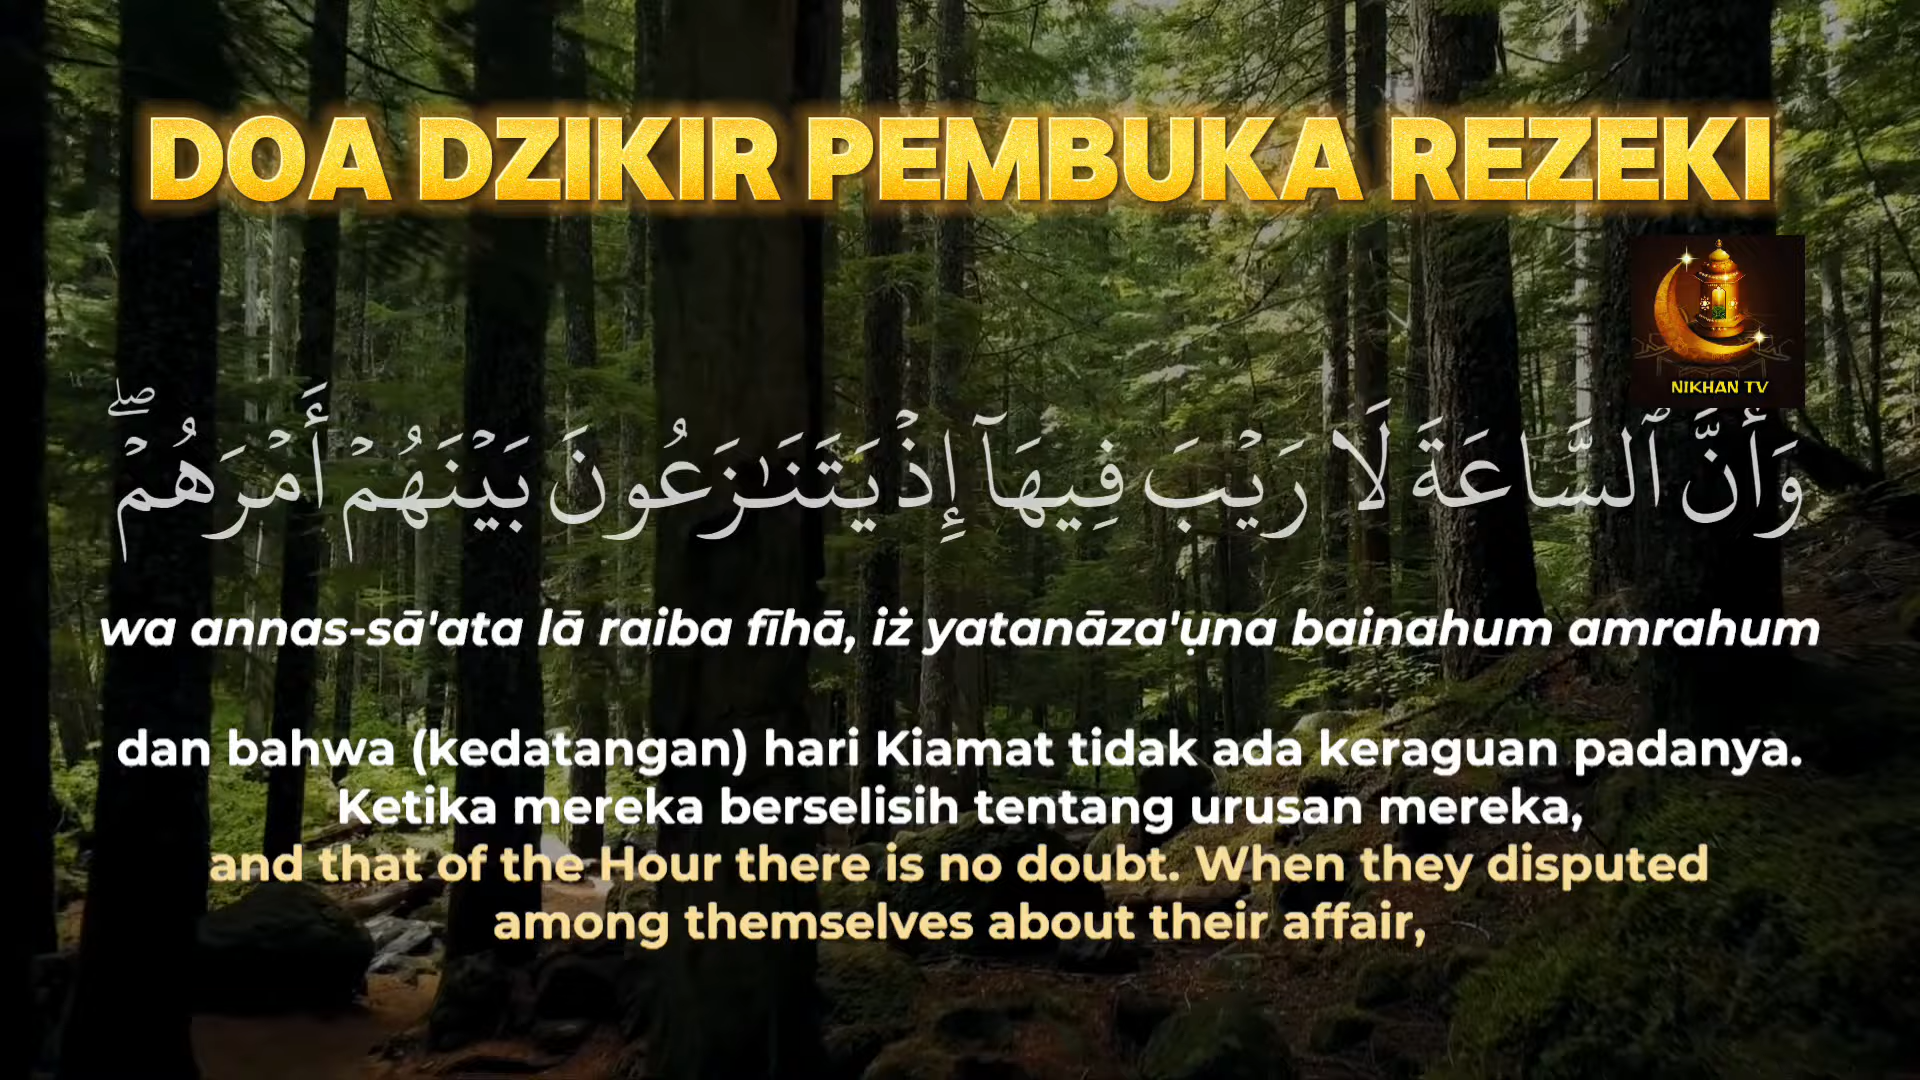 DOA DZIKIR PEMBUKA REZEKI
NIKHAN TV
وَأَنَّ ٱلسَّاعَةَ لَا رَيْبَ فِيهَآ إِذْ يَتَنَـٰزَعُونَ بَيْنَهُمْ أَمْرَهُمْ ۖ
wa annas-sā'ata lā raiba fīhā, iż yatanāza'ụna bainahum amrahum
dan bahwa (kedatangan) hari Kiamat tidak ada keraguan padanya.
Ketika mereka berselisih tentang urusan mereka,
and that of the Hour there is no doubt. When they disputed
among themselves about their affair,